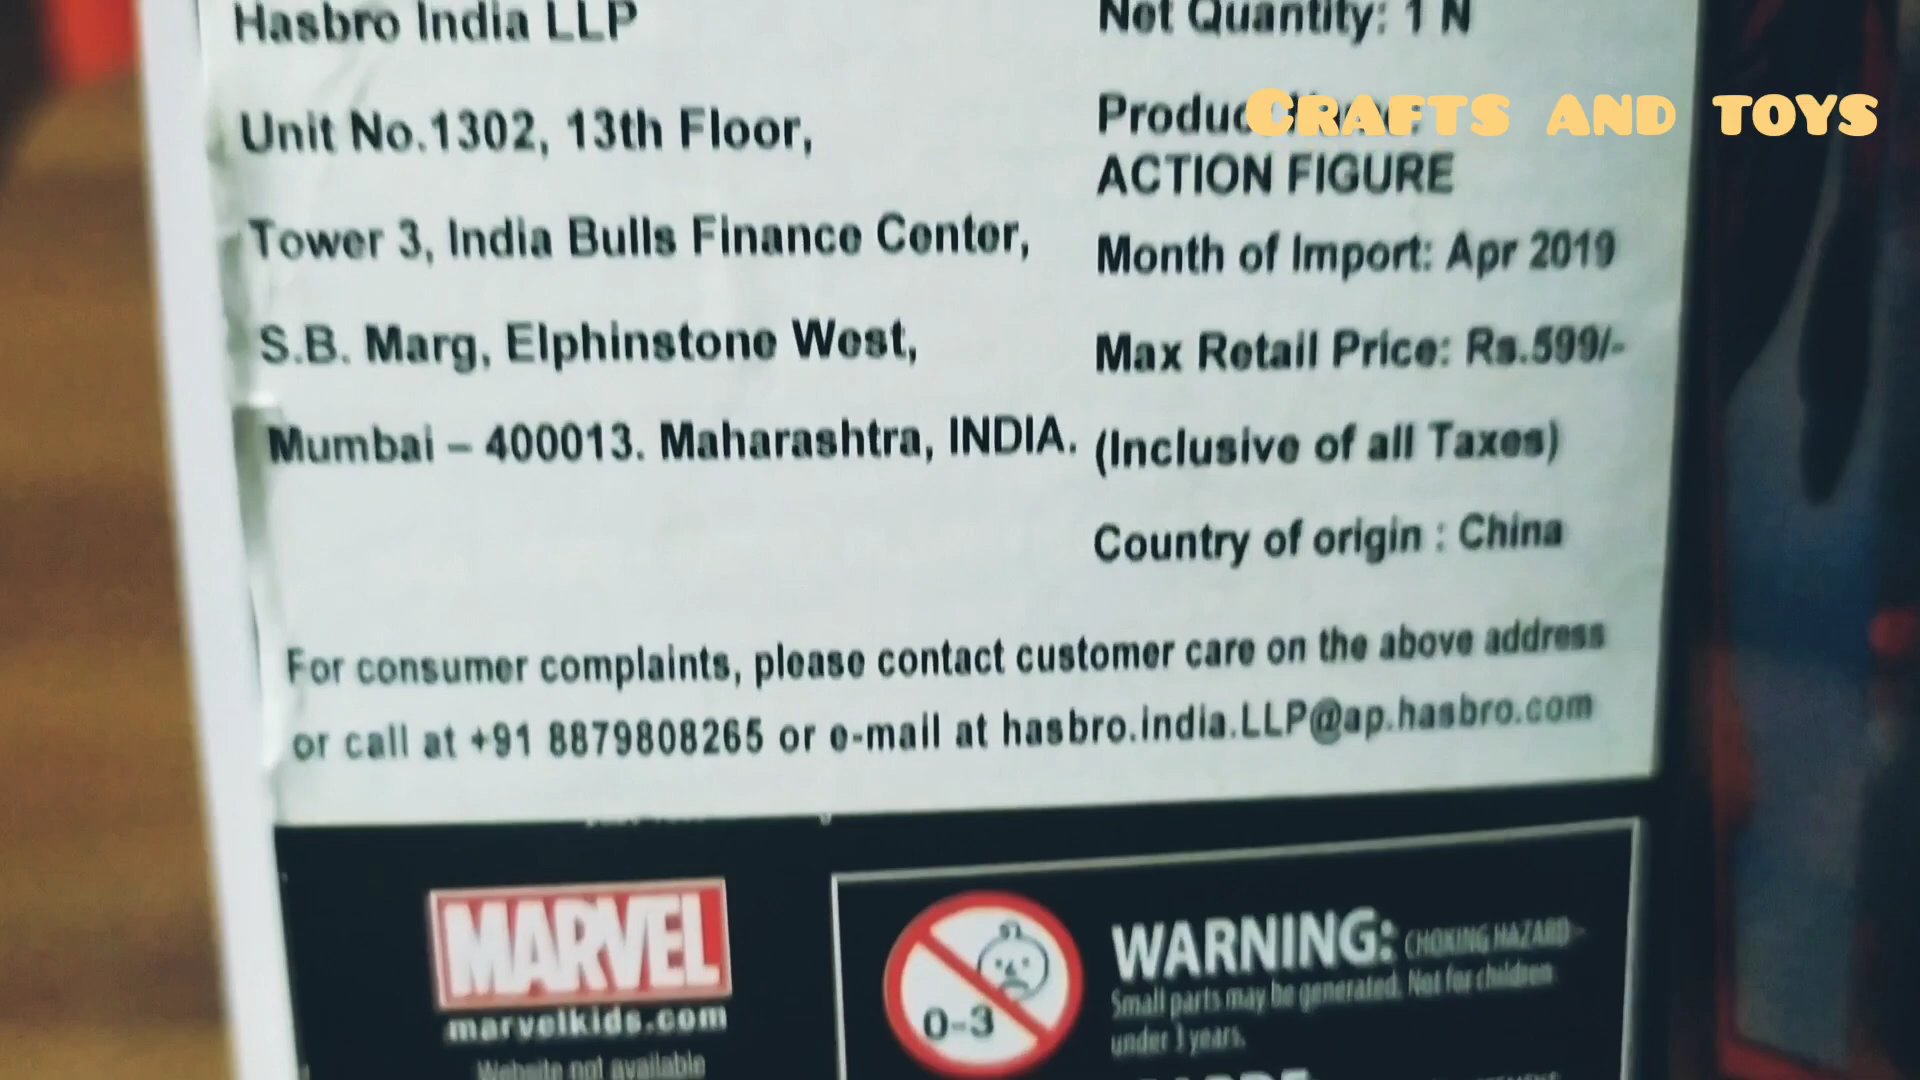 Hasbro India LLP
Unit No.1302, 13th Floor,
Tower 3, India Bulls Finance Center,
S.B. Marg, Elphinstone West,
Mumbai – 400013. Maharashtra, INDIA.
Net Quantity: 1 N
Produc
ACTION FIGURE
Month of Import: Apr 2019
Max Retail Price: Rs.599/-
(Inclusive of all Taxes)
Country of origin : China
CRAFTS AND TOYS
For consumer complaints, please contact customer care on the above address
or call at +91 8879808265 or e-mail at hasbro.india.LLP@ap.hasbro.com
MARVEL
marvelkids.com
Website not available
0-3
WARNING: CHOKING HAZARD-
Small parts may be generated. Not for children
under 3 years.